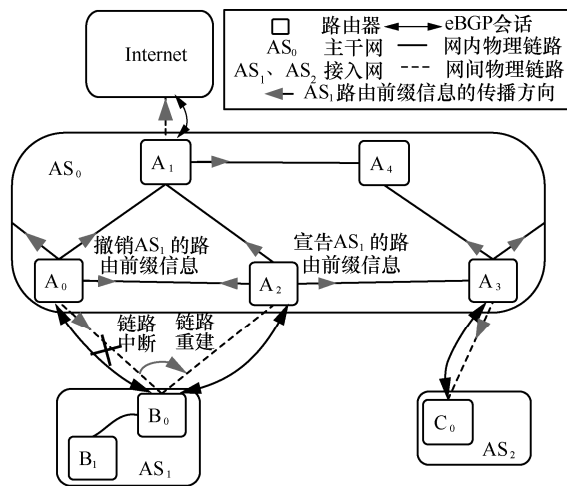 Internet
路由器
eBGP会话
AS₀
主干网
网内物理链路
AS₁、AS₂
接入网
网间物理链路
AS₁路由前缀信息的传播方向
AS₀
A₁
A₄
撤销AS₁的路
由前缀信息
宣告AS₁的路
由前缀信息
A₀
A₂
A₃
链路
中断
链路
重建
B₀
B₁
AS₁
C₀
AS₂